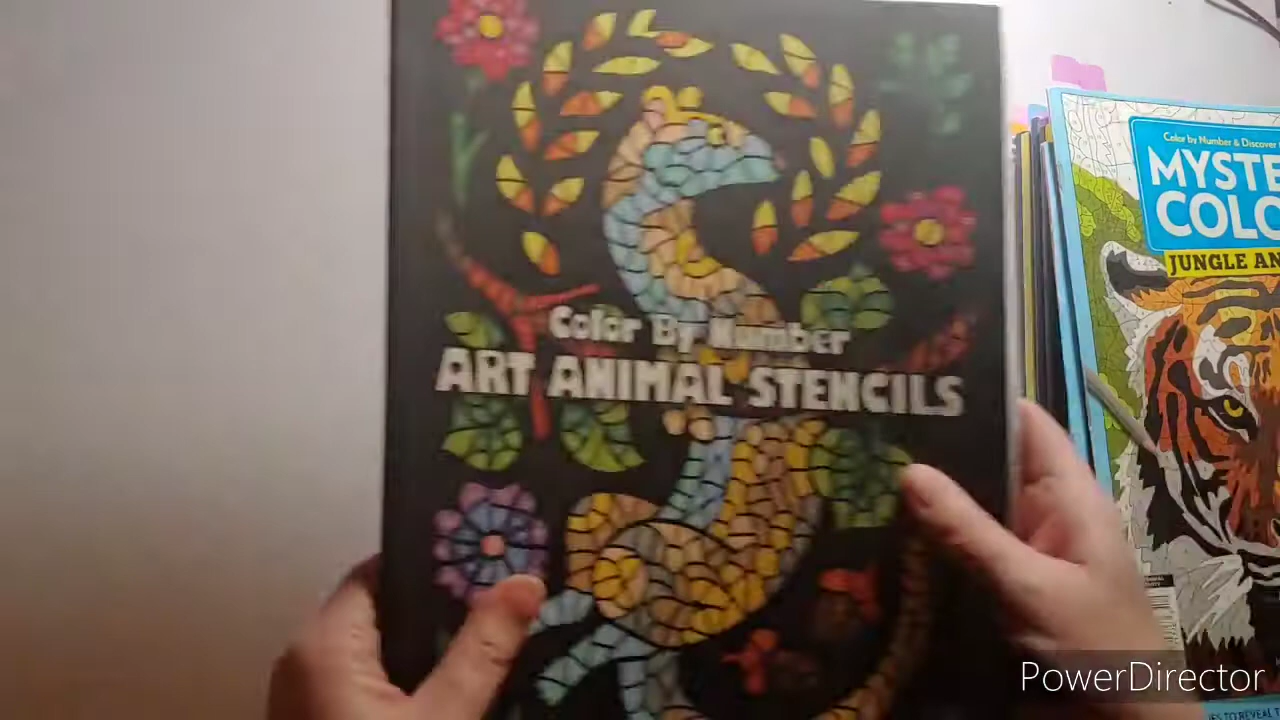 Color By Number
ART ANIMAL STENCILS
Color by Number & Discover
MYSTE
COLO
JUNGLE AN
PowerDirector